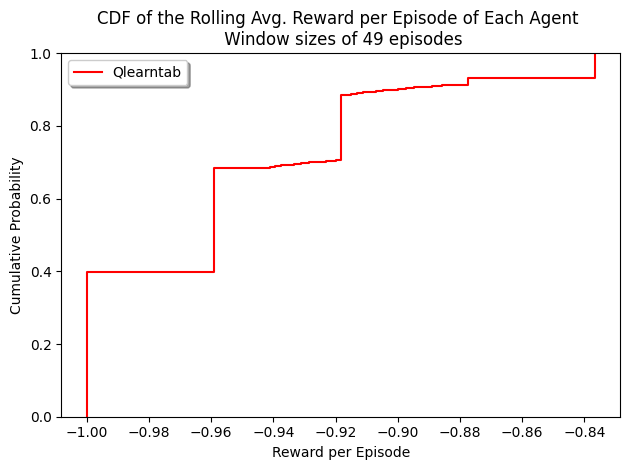 CDF of the Rolling Avg. Reward per Episode of Each Agent
Window sizes of 49 episodes
Qlearntab
Cumulative Probability
1.0
0.8
0.6
0.4
0.2
0.0
−1.00 −0.98 −0.96 −0.94 −0.92 −0.90 −0.88 −0.86 −0.84
Reward per Episode